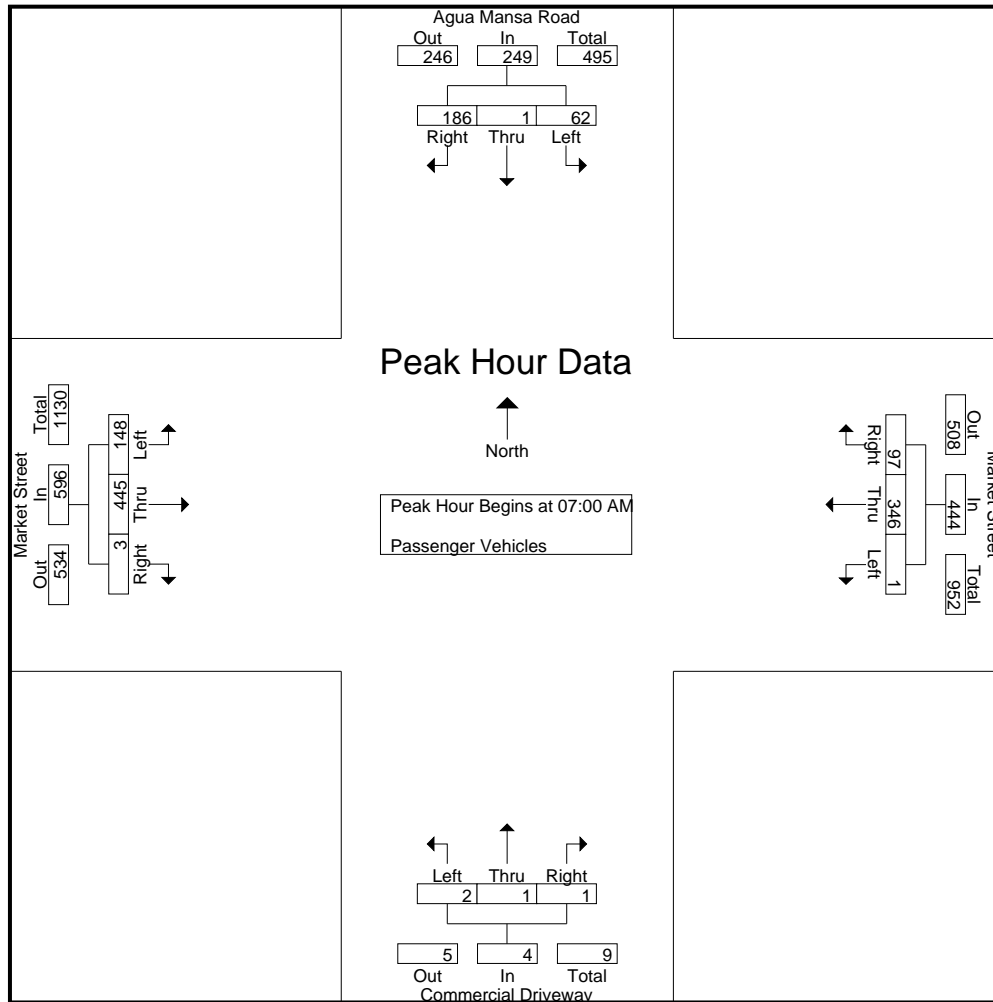 Agua Mansa Road
Out In Total
246 249 495
186 1 62
Right Thru Left
Peak Hour Data
North
Peak Hour Begins at 07:00 AM
Passenger Vehicles
Market Street
Total In Out
1130 596 534
148 445 3
Left Thru Right
Right Thru Left
97 346 1
Out In Total
508 444 952
Market Street
Left Thru Right
2 1 1
5 4 9
Out In Total
Commercial Driveway